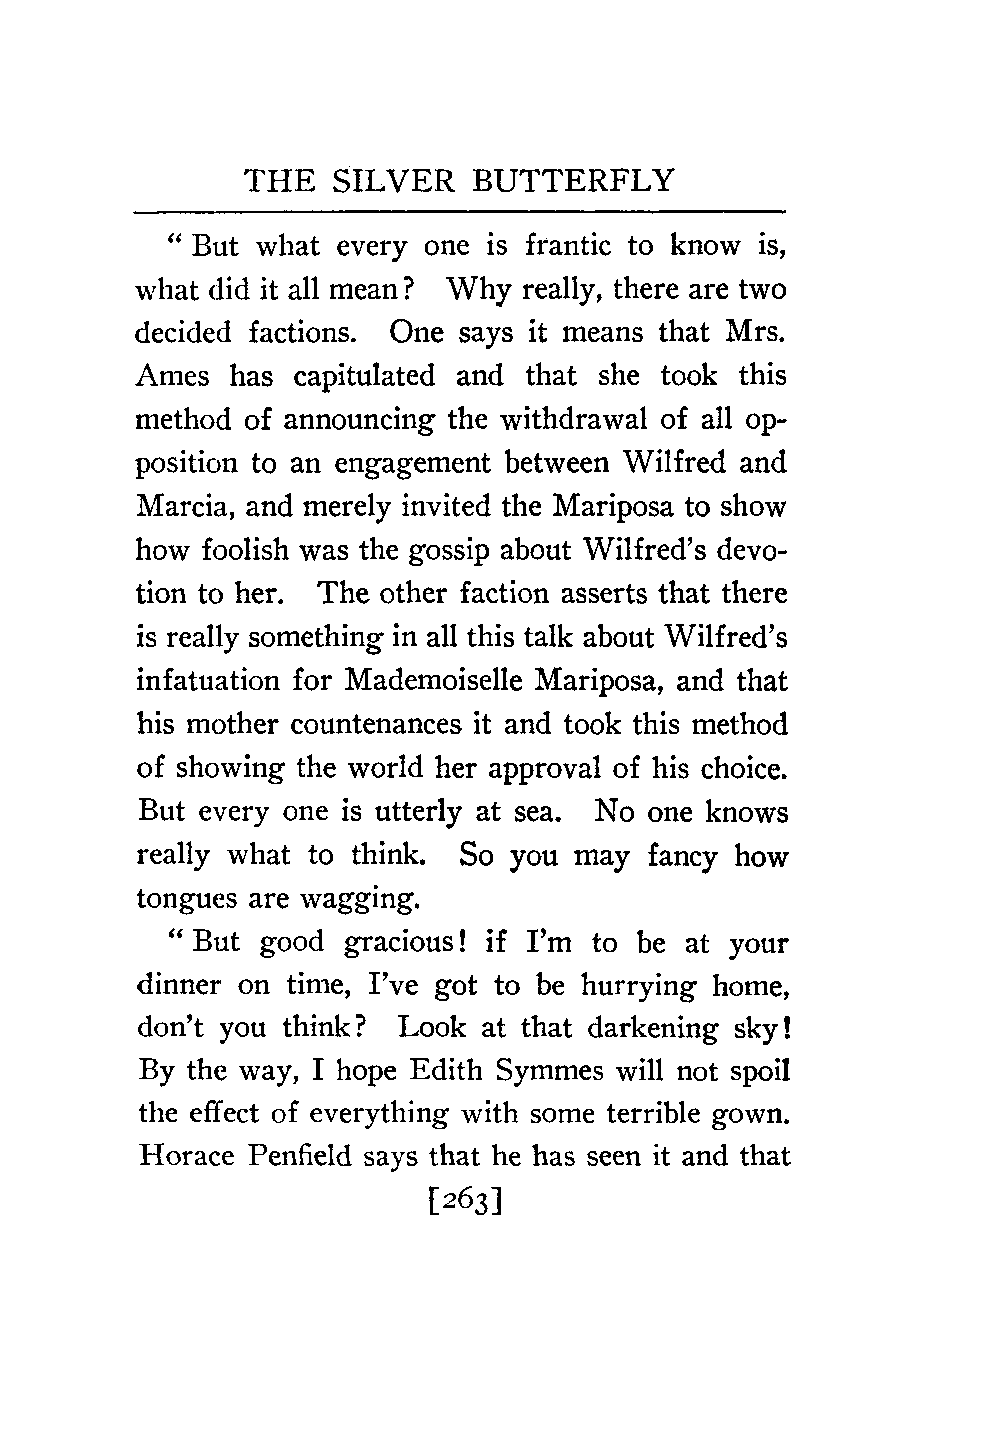 THE SILVER BUTTERFLY
“ But what every one is frantic to know is,
what did it all mean? Why really, there are two
decided factions. One says it means that Mrs.
Ames has capitulated and that she took this
method of announcing the withdrawal of all op-
position to an engagement between Wilfred and
Marcia, and merely invited the Mariposa to show
how foolish was the gossip about Wilfred’s devo-
tion to her. The other faction asserts that there
is really something in all this talk about Wilfred’s
infatuation for Mademoiselle Mariposa, and that
his mother countenances it and took this method
of showing the world her approval of his choice.
But every one is utterly at sea. No one knows
really what to think. So you may fancy how
tongues are wagging.
“ But good gracious! if I’m to be at your
dinner on time, I’ve got to be hurrying home,
don’t you think? Look at that darkening sky!
By the way, I hope Edith Symmes will not spoil
the effect of everything with some terrible gown.
Horace Penfield says that he has seen it and that
[263]